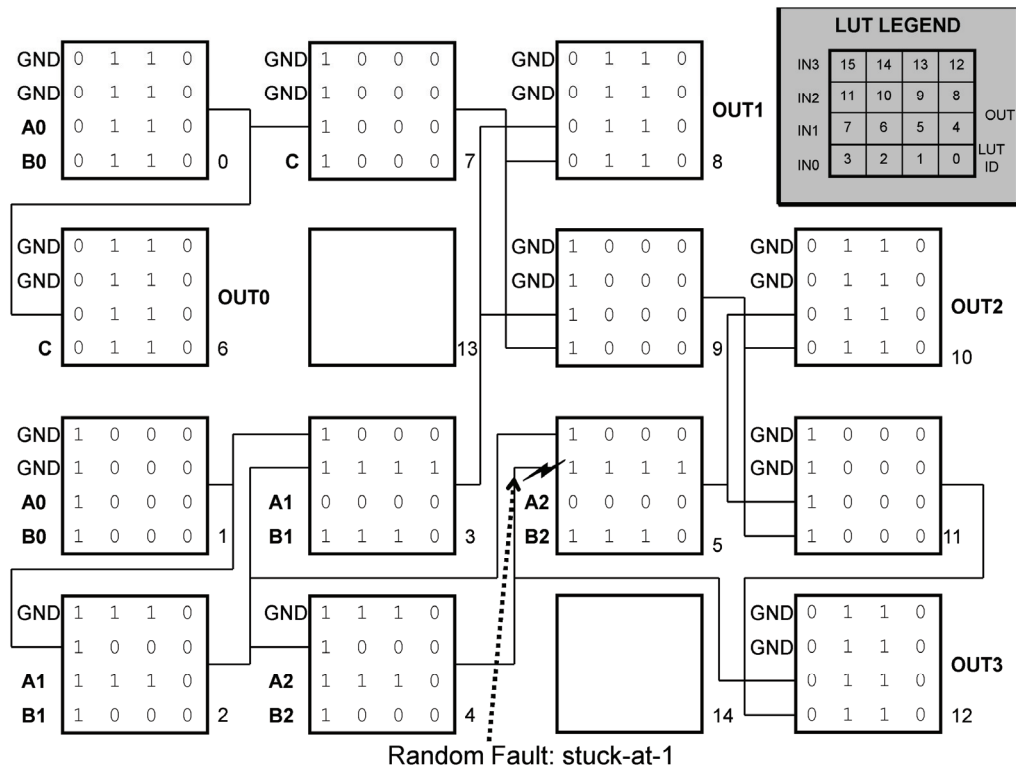 GND 0 1 1 0
GND 0 1 1 0
A0 0 1 1 0
B0 0 1 1 0 0
GND 1 0 0 0
GND 1 0 0 0
1 0 0 0
C 1 0 0 0 7
GND 0 1 1 0
GND 0 1 1 0
0 1 1 0 OUT1
0 1 1 0 8
LUT LEGEND
IN3 15 14 13 12
IN2 11 10 9 8
IN1 7 6 5 4 OUT
IN0 3 2 1 0 LUT
ID
GND 0 1 1 0
GND 0 1 1 0
0 1 1 0 OUT0
C 0 1 1 0 6
13
GND 1 0 0 0
GND 1 0 0 0
1 0 0 0
1 0 0 0 9
GND 0 1 1 0
GND 0 1 1 0
0 1 1 0 OUT2
0 1 1 0 10
GND 1 0 0 0
GND 1 0 0 0
A0 1 0 0 0
B0 1 0 0 0 1
1 0 0 0
1 1 1 1
A1 0 0 0 0
B1 1 1 1 0 3
1 0 0 0
1 1 1 1
A2 0 0 0 0
B2 1 1 1 0 5
GND 1 0 0 0
GND 1 0 0 0
1 0 0 0
1 0 0 0 11
GND 1 1 1 0
1 0 0 0
A1 1 1 1 0
B1 1 0 0 0 2
GND 1 1 1 0
1 0 0 0
A2 1 1 1 0
B2 1 0 0 0 4
14
GND 0 1 1 0
GND 0 1 1 0
0 1 1 0 OUT3
0 1 1 0 12
Random Fault: stuck-at-1